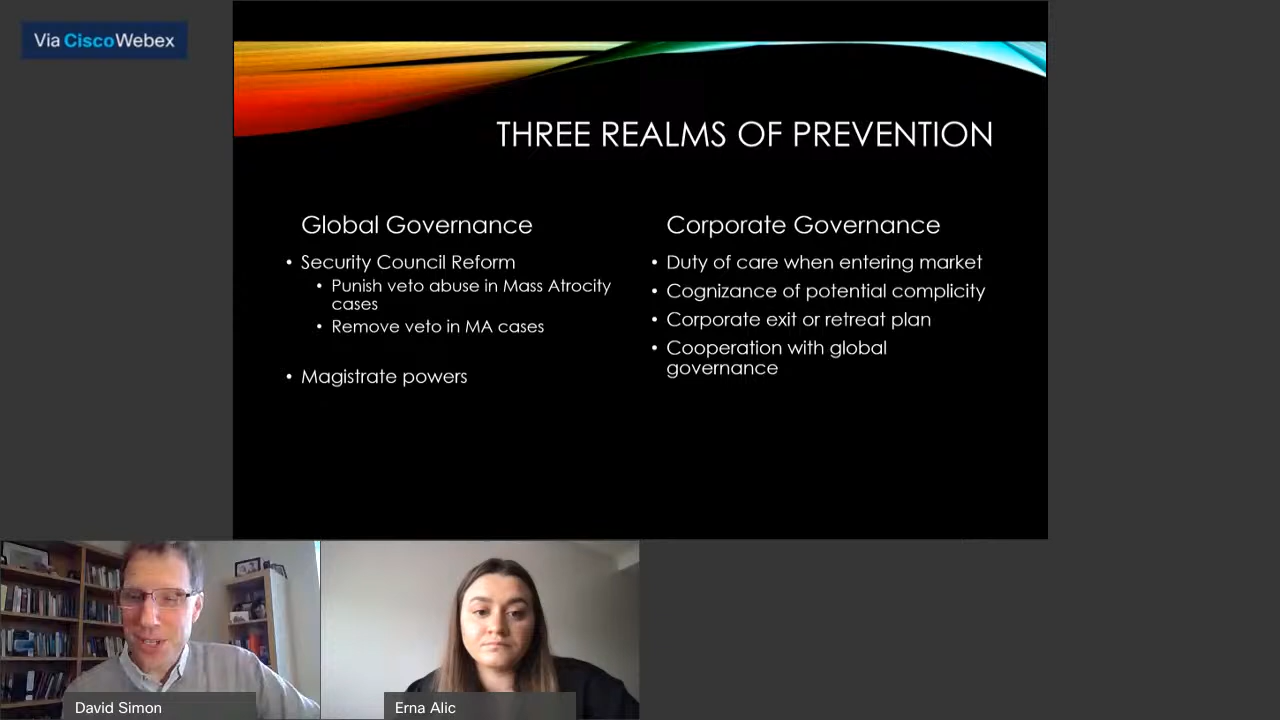 Via CiscoWebex
THREE REALMS OF PREVENTION
Global Governance
• Security Council Reform
• Punish veto abuse in Mass Atrocity
cases
• Remove veto in MA cases
• Magistrate powers
Corporate Governance
• Duty of care when entering market
• Cognizance of potential complicity
• Corporate exit or retreat plan
• Cooperation with global
governance
David Simon
Erna Alic